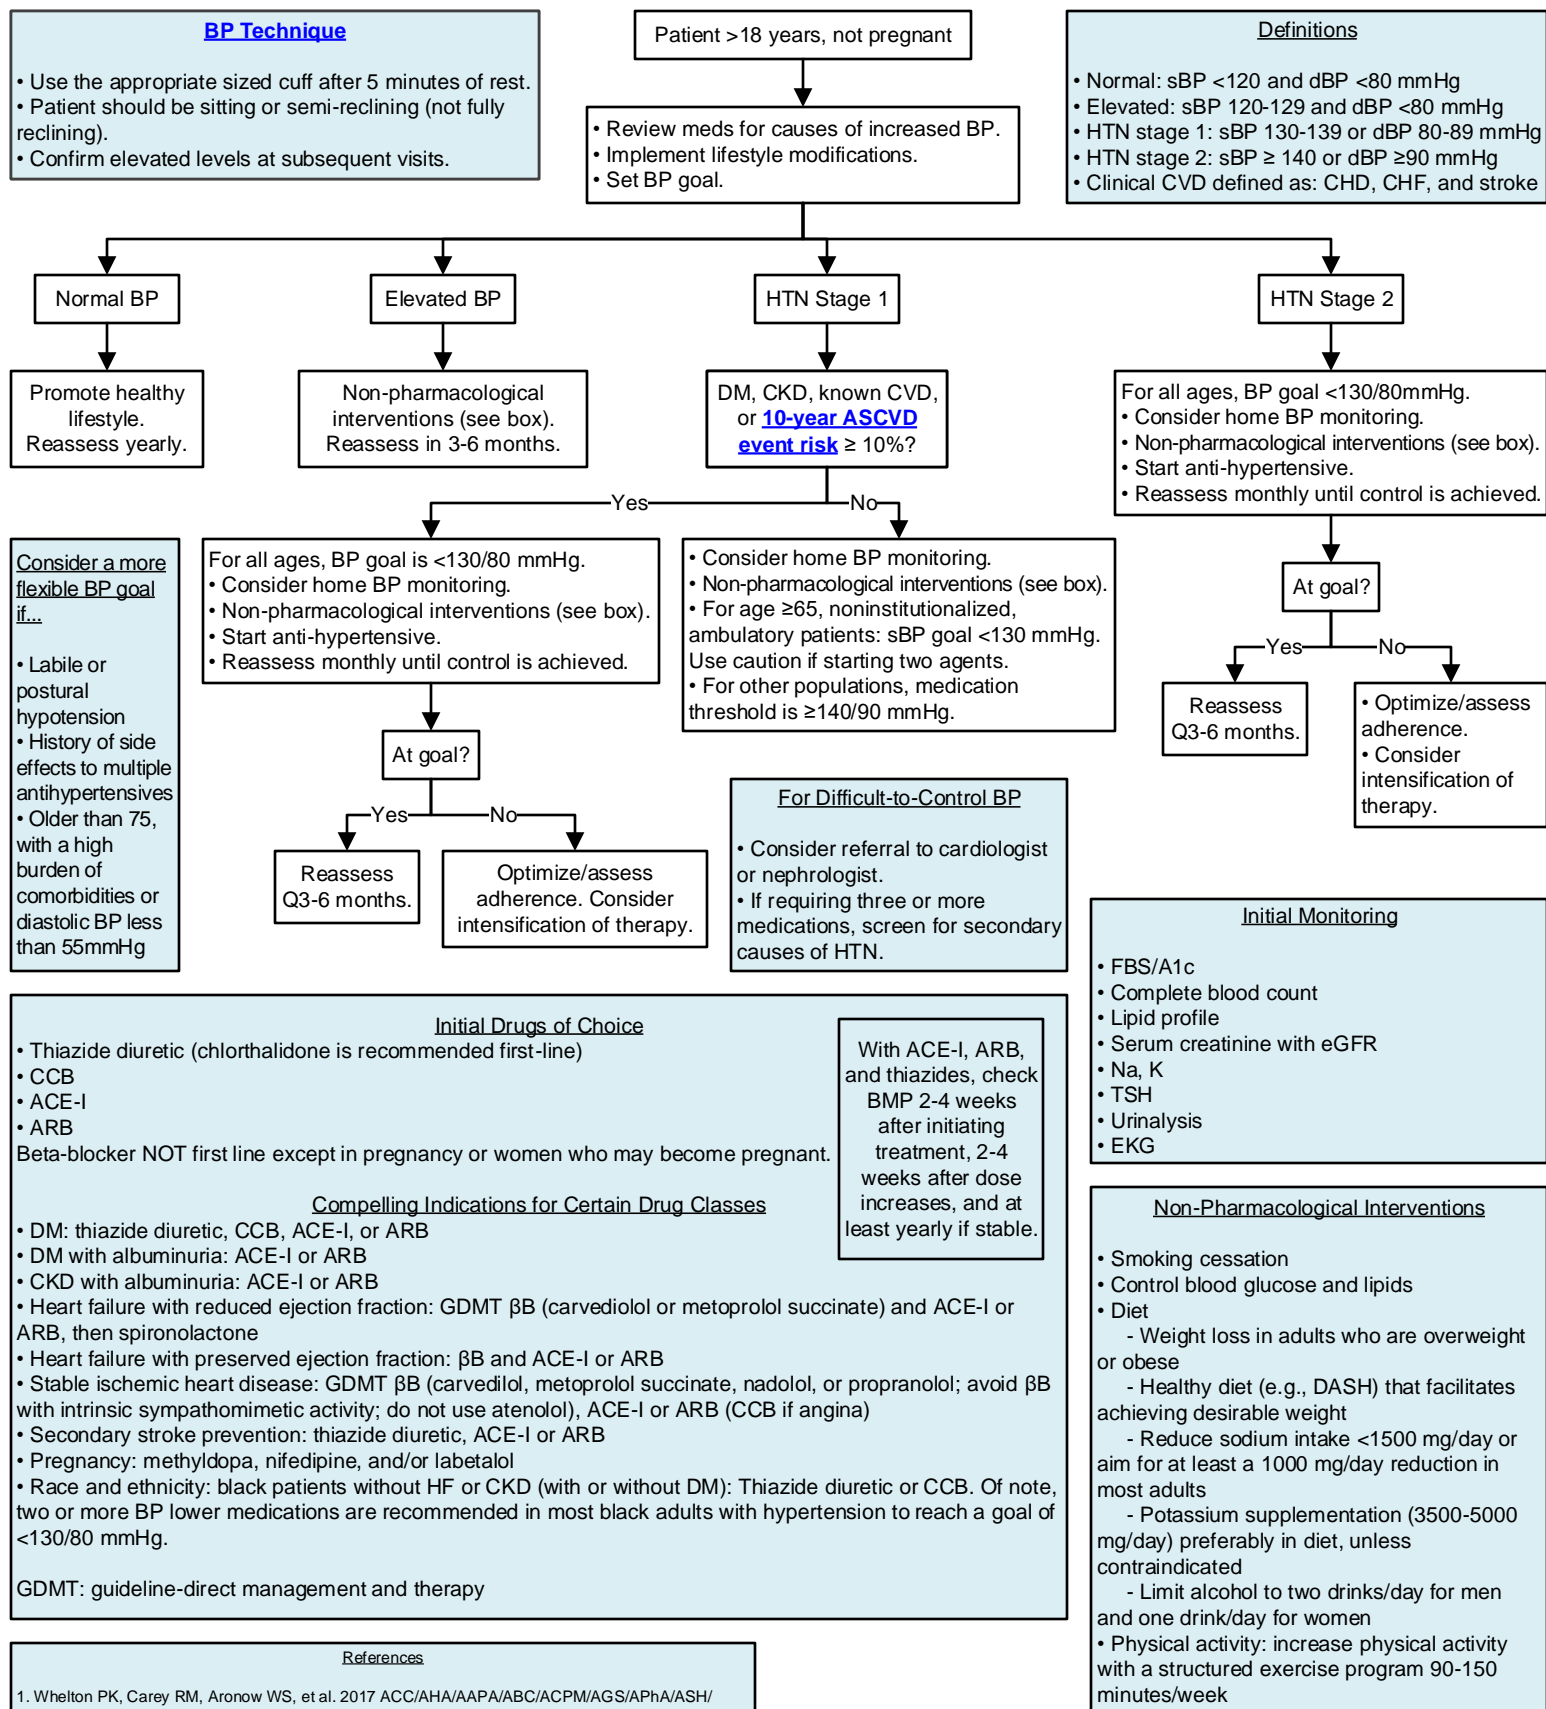 BP Technique
• Use the appropriate sized cuff after 5 minutes of rest.
• Patient should be sitting or semi-reclining (not fully
reclining).
• Confirm elevated levels at subsequent visits.
Patient >18 years, not pregnant
• Review meds for causes of increased BP.
• Implement lifestyle modifications.
• Set BP goal.
Definitions
• Normal: sBP <120 and dBP <80 mmHg
• Elevated: sBP 120-129 and dBP <80 mmHg
• HTN stage 1: sBP 130-139 or dBP 80-89 mmHg
• HTN stage 2: sBP ≥ 140 or dBP ≥90 mmHg
• Clinical CVD defined as: CHD, CHF, and stroke
Normal BP
Elevated BP
HTN Stage 1
HTN Stage 2
Promote healthy
lifestyle.
Reassess yearly.
Non-pharmacological
interventions (see box).
Reassess in 3-6 months.
DM, CKD, known CVD,
or 10-year ASCVD
event risk ≥ 10%?
For all ages, BP goal <130/80mmHg.
• Consider home BP monitoring.
• Non-pharmacological interventions (see box).
• Start anti-hypertensive.
• Reassess monthly until control is achieved.
Yes
No
Consider a more
flexible BP goal
if...
• Labile or
postural
hypotension
• History of side
effects to multiple
antihypertensives
• Older than 75,
with a high
burden of
comorbidities or
diastolic BP less
than 55mmHg
For all ages, BP goal is <130/80 mmHg.
• Consider home BP monitoring.
• Non-pharmacological interventions (see box).
• Start anti-hypertensive.
• Reassess monthly until control is achieved.
• Consider home BP monitoring.
• Non-pharmacological interventions (see box).
• For age ≥65, noninstitutionalized,
ambulatory patients: sBP goal <130 mmHg.
Use caution if starting two agents.
• For other populations, medication
threshold is ≥140/90 mmHg.
At goal?
Yes
No
Reassess
Q3-6 months.
• Optimize/assess
adherence.
• Consider
intensification of
therapy.
At goal?
Yes
No
Reassess
Q3-6 months.
Optimize/assess
adherence. Consider
intensification of therapy.
For Difficult-to-Control BP
• Consider referral to cardiologist
or nephrologist.
• If requiring three or more
medications, screen for secondary
causes of HTN.
Initial Monitoring
• FBS/A1c
• Complete blood count
• Lipid profile
• Serum creatinine with eGFR
• Na, K
• TSH
• Urinalysis
• EKG
Initial Drugs of Choice
• Thiazide diuretic (chlorthalidone is recommended first-line)
• CCB
• ACE-I
• ARB
Beta-blocker NOT first line except in pregnancy or women who may become pregnant.
With ACE-I, ARB,
and thiazides, check
BMP 2-4 weeks
after initiating
treatment, 2-4
weeks after dose
increases, and at
least yearly if stable.
Compelling Indications for Certain Drug Classes
• DM: thiazide diuretic, CCB, ACE-I, or ARB
• DM with albuminuria: ACE-I or ARB
• CKD with albuminuria: ACE-I or ARB
• Heart failure with reduced ejection fraction: GDMT βB (carvediolol or metoprolol succinate) and ACE-I or
ARB, then spironolactone
• Heart failure with preserved ejection fraction: βB and ACE-I or ARB
• Stable ischemic heart disease: GDMT βB (carvedilol, metoprolol succinate, nadolol, or propranolol; avoid βB
with intrinsic sympathomimetic activity; do not use atenolol), ACE-I or ARB (CCB if angina)
• Secondary stroke prevention: thiazide diuretic, ACE-I or ARB
• Pregnancy: methyldopa, nifedipine, and/or labetalol
• Race and ethnicity: black patients without HF or CKD (with or without DM): Thiazide diuretic or CCB. Of note,
two or more BP lower medications are recommended in most black adults with hypertension to reach a goal of
<130/80 mmHg.
GDMT: guideline-direct management and therapy
Non-Pharmacological Interventions
• Smoking cessation
• Control blood glucose and lipids
• Diet
- Weight loss in adults who are overweight
or obese
- Healthy diet (e.g., DASH) that facilitates
achieving desirable weight
- Reduce sodium intake <1500 mg/day or
aim for at least a 1000 mg/day reduction in
most adults
- Potassium supplementation (3500-5000
mg/day) preferably in diet, unless
contraindicated
- Limit alcohol to two drinks/day for men
and one drink/day for women
• Physical activity: increase physical activity
with a structured exercise program 90-150
minutes/week
References
1. Whelton PK, Carey RM, Aronow WS, et al. 2017 ACC/AHA/AAPA/ABC/ACPM/AGS/APhA/ASH/